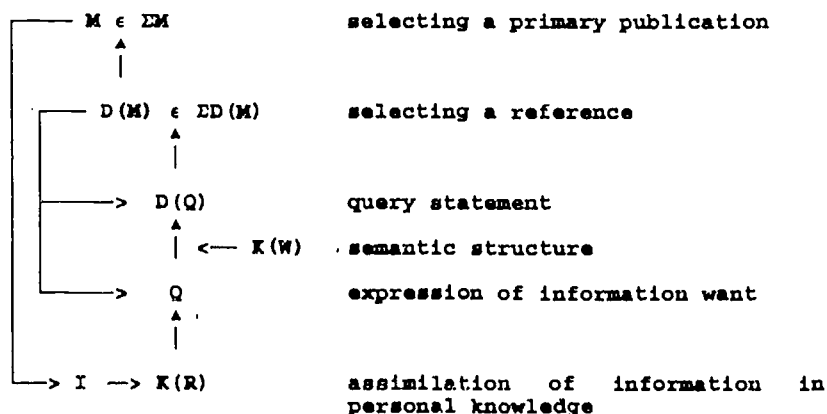 M ϵ ΣM selecting a primary publication
D(M) ϵ ΣD(M) selecting a reference
D(Q) query statement
K(W) semantic structure
Q expression of information want
I K(R) assimilation of information in
personal knowledge